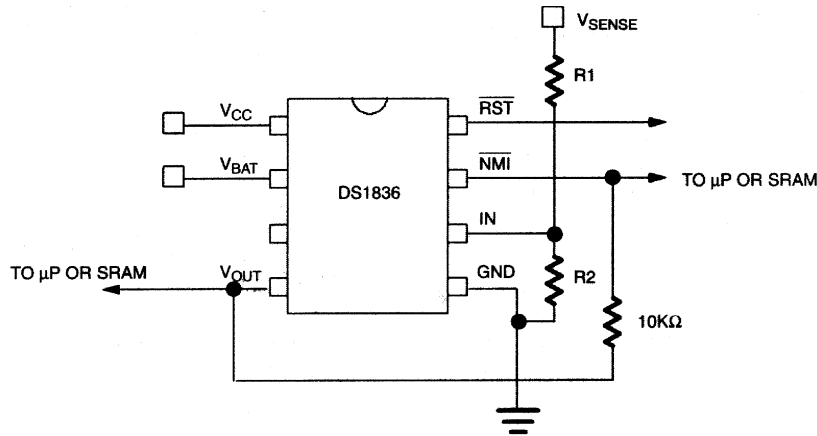 VSENSE
R1
VCC
RST
VBAT
NMI
DS1836
TO µP OR SRAM
IN
TO µP OR SRAM
VOUT
GND
R2
10KΩ